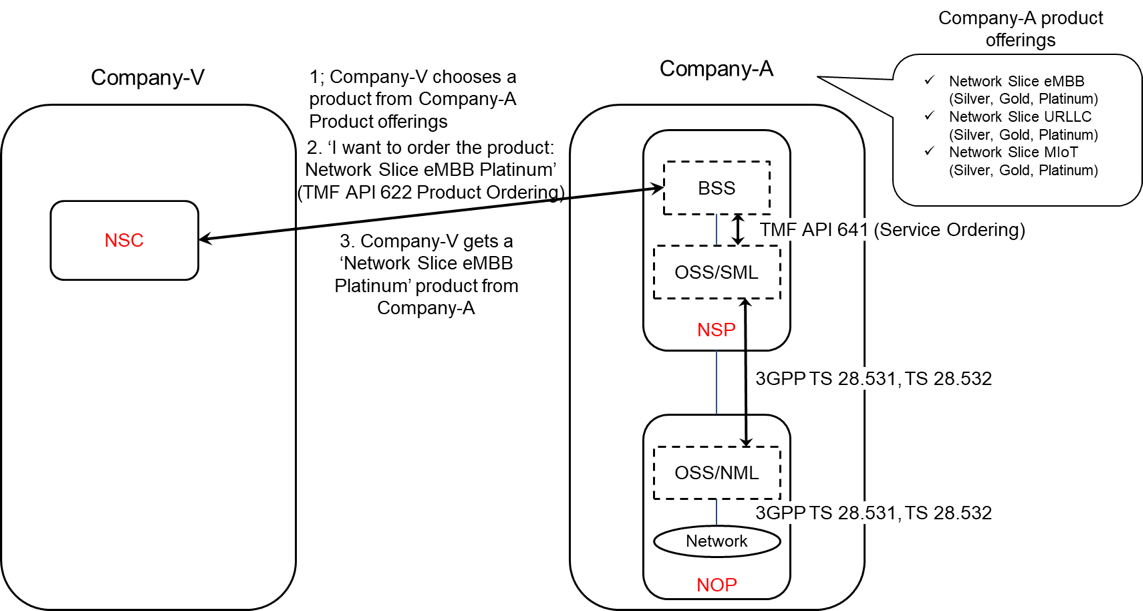 Company-A product
offerings
Company-V
Company-A
✓ Network Slice eMBB
(Silver, Gold, Platinum)
✓ Network Slice URLLC
(Silver, Gold, Platinum)
✓ Network Slice MIoT
(Silver, Gold, Platinum)
1; Company-V chooses a
product from Company-A
Product offerings
2. ‘I want to order the product:
Network Slice eMBB Platinum’
(TMF API 622 Product Ordering)
BSS
NSC
TMF API 641 (Service Ordering)
3. Company-V gets a
‘Network Slice eMBB
Platinum’ product from
Company-A
OSS/SML
NSP
3GPP TS 28.531, TS 28.532
OSS/NML
3GPP TS 28.531, TS 28.532
Network
NOP